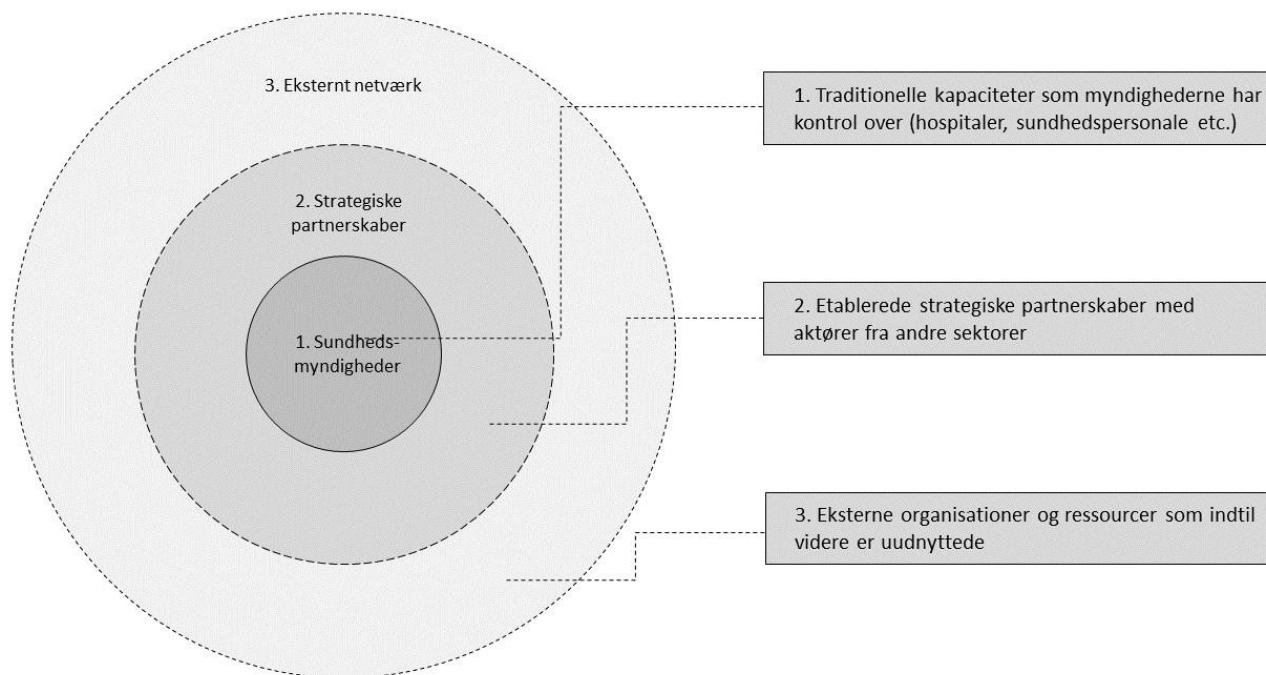 3. Eksternt netværk
2. Strategiske
partnerskaber
1. Sundheds-
myndigheder
1. Traditionelle kapaciteter som myndighederne har
kontrol over (hospitaler, sundhedspersonale etc.)
2. Etablerede strategiske partnerskaber med
aktører fra andre sektorer
3. Eksterne organisationer og ressourcer som indtil
videre er uudnyttede